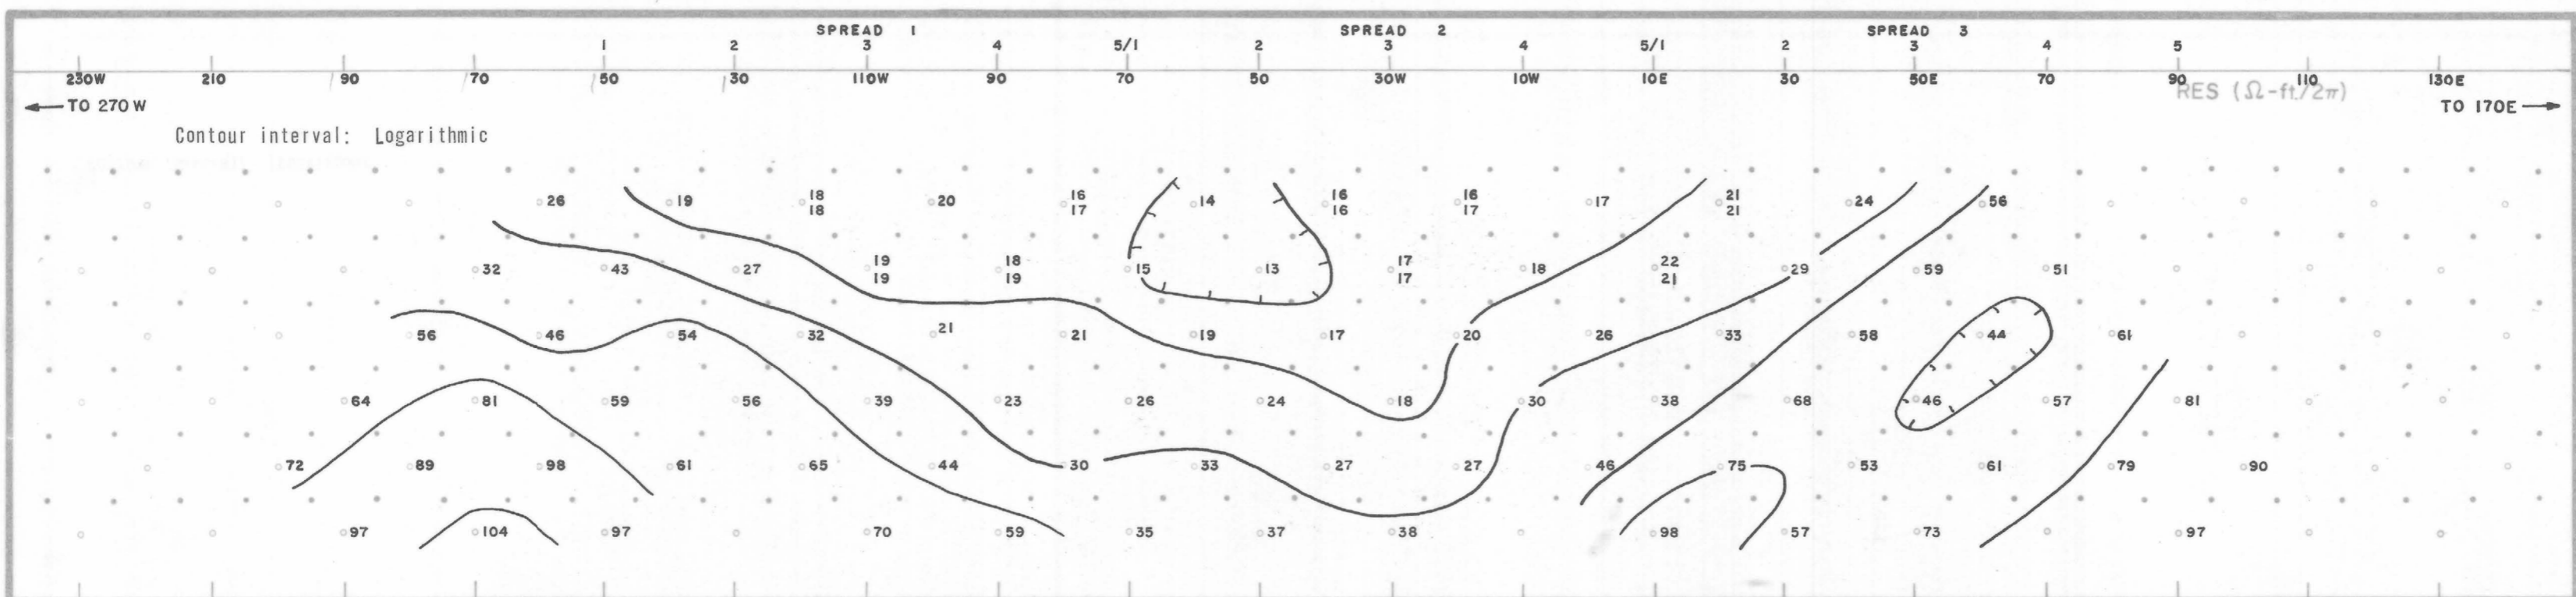 SPREAD 1 SPREAD 2 SPREAD 3
1 2 3 4 5/1 2 3 4 5/1 2 3 4 5
230W 210 190 170 150 130 110W 90 70 50 30W 10W 10E 30 50E 70 90 110 130E
← TO 270 W RES (Ω-ft./2π) TO 170E →
Contour interval: Logarithmic
26 19 18 20 16 14 16 16 17 21 24 56
18 17 16 17 21
32 43 27 19 18 15 13 17 18 22 29 59 51
19 19 17 21
56 46 54 32 21 21 19 17 20 26 33 58 44 61
64 81 59 56 39 23 26 24 18 30 38 68 46 57 81
72 89 98 61 65 44 30 33 27 27 46 75 53 61 79 90
97 104 97 70 59 35 37 38 98 57 73 97